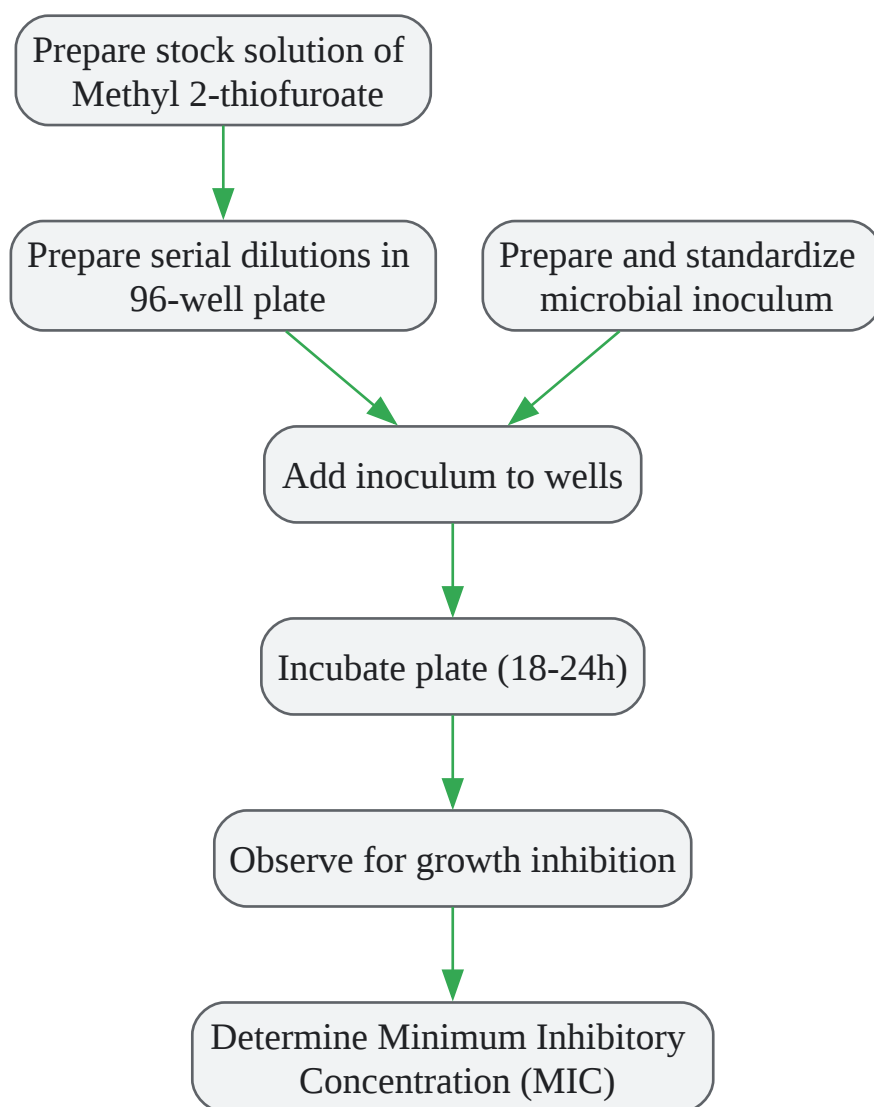 Prepare stock solution of
Methyl 2-thiofuroate
Prepare serial dilutions in
96-well plate
Prepare and standardize
microbial inoculum
Add inoculum to wells
Incubate plate (18-24h)
Observe for growth inhibition
Determine Minimum Inhibitory
Concentration (MIC)